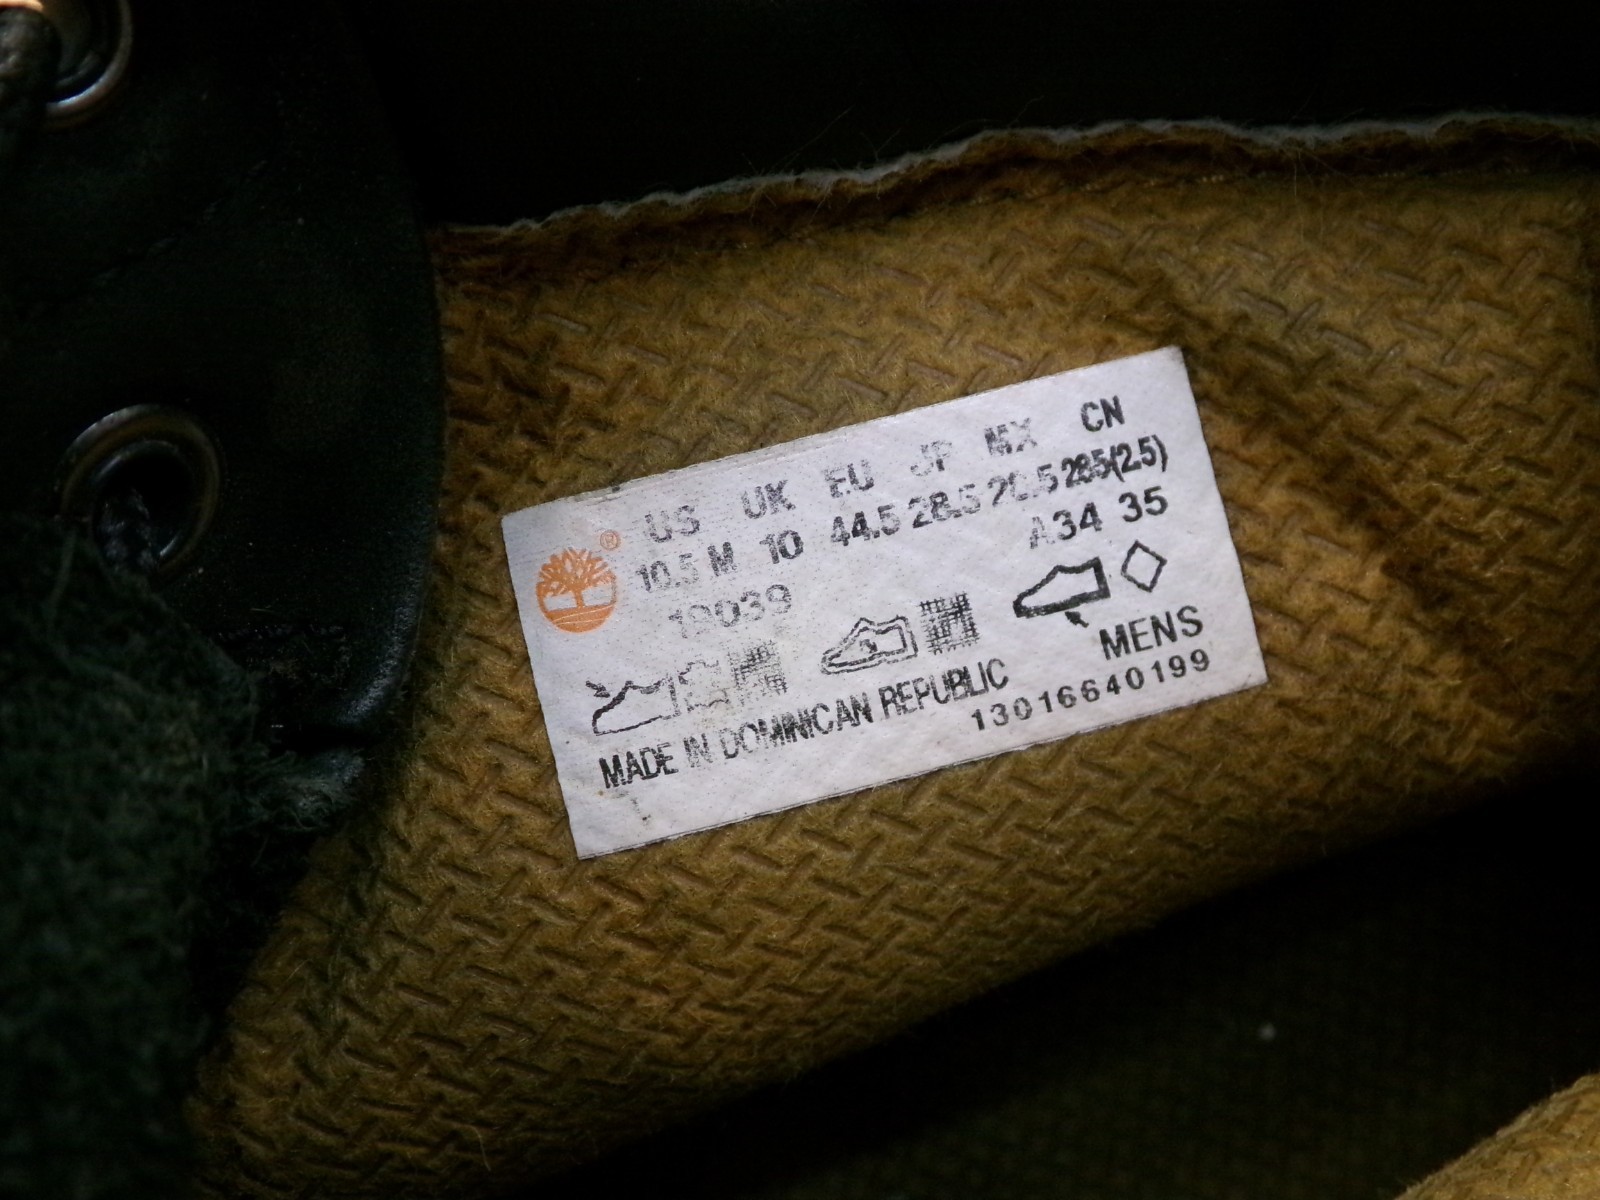 US UK EU JP MX CN
10.5 M 10 44.5 28.5 28.5 285(2.5)
19039 A34 35
®
MENS
MADE IN DOMINICAN REPUBLIC
13016640199